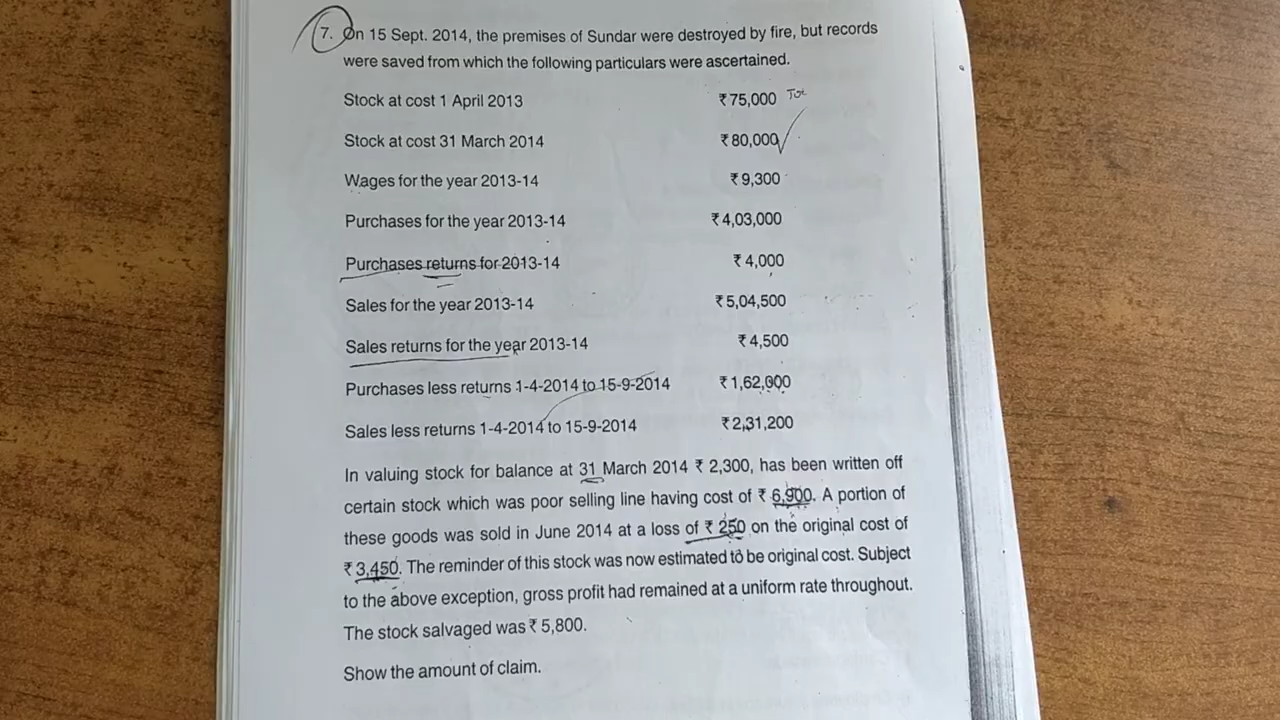 7. On 15 Sept. 2014, the premises of Sundar were destroyed by fire, but records
were saved from which the following particulars were ascertained.
Stock at cost 1 April 2013 ₹75,000
Stock at cost 31 March 2014 ₹80,000
Wages for the year 2013-14 ₹9,300
Purchases for the year 2013-14 ₹4,03,000
Purchases returns for 2013-14 ₹4,000
Sales for the year 2013-14 ₹5,04,500
Sales returns for the year 2013-14 ₹4,500
Purchases less returns 1-4-2014 to 15-9-2014 ₹1,62,000
Sales less returns 1-4-2014 to 15-9-2014 ₹2,31,200
In valuing stock for balance at 31 March 2014 ₹ 2,300, has been written off
certain stock which was poor selling line having cost of ₹ 6,900. A portion of
these goods was sold in June 2014 at a loss of ₹ 250 on the original cost of
₹3,450. The reminder of this stock was now estimated to be original cost. Subject
to the above exception, gross profit had remained at a uniform rate throughout.
The stock salvaged was ₹ 5,800.
Show the amount of claim.